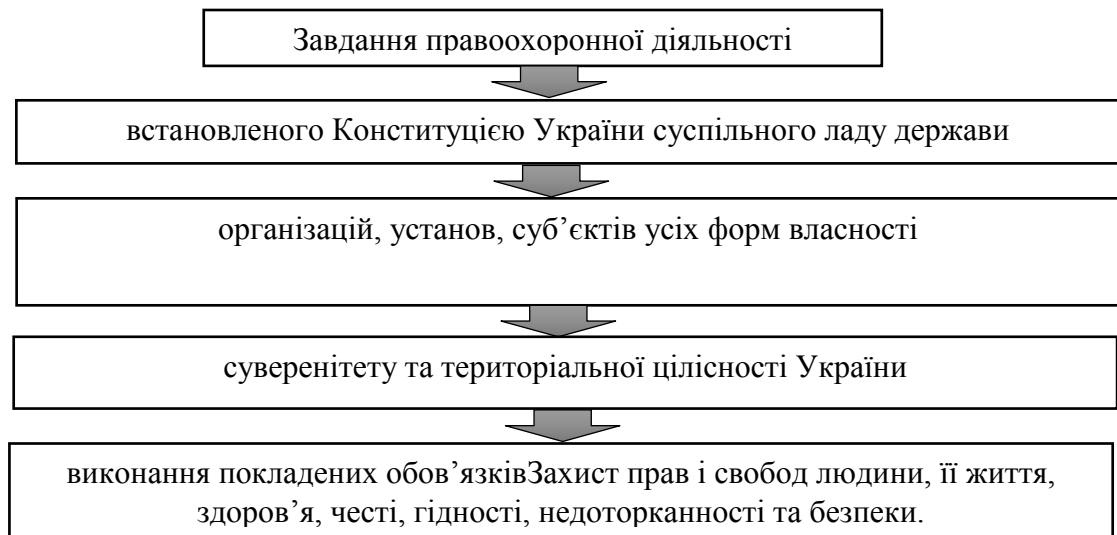 Завдання правоохоронної діяльності
встановленого Конституцією України суспільного ладу держави
організацій, установ, суб’єктів усіх форм власності
суверенітету та територіальної цілісності України
виконання покладених обов’язківЗахист прав і свобод людини, її життя,
здоров’я, честі, гідності, недоторканності та безпеки.